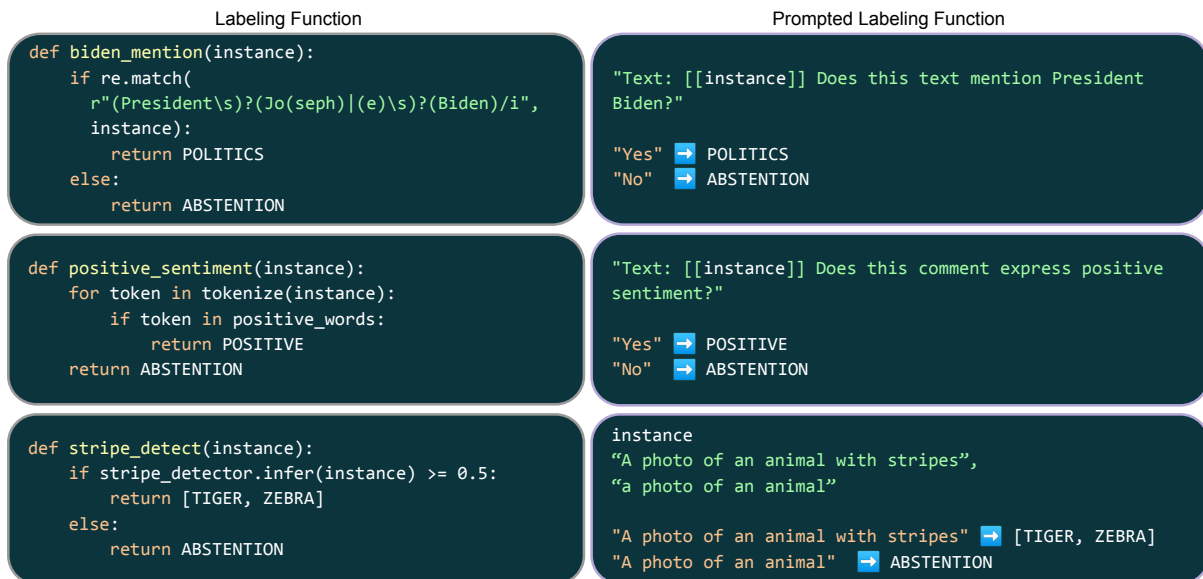 Labeling Function
Prompted Labeling Function
def biden_mention(instance):
if re.match(
r"(President\s)?(Jo(seph)|(e)\s)?(Biden)/i",
instance):
return POLITICS
else:
return ABSTENTION
"Text: [[instance]] Does this text mention President
Biden?"
"Yes" ➡ POLITICS
"No" ➡ ABSTENTION
def positive_sentiment(instance):
for token in tokenize(instance):
if token in positive_words:
return POSITIVE
return ABSTENTION
"Text: [[instance]] Does this comment express positive
sentiment?"
"Yes" ➡ POSITIVE
"No" ➡ ABSTENTION
def stripe_detect(instance):
if stripe_detector.infer(instance) >= 0.5:
return [TIGER, ZEBRA]
else:
return ABSTENTION
instance
“A photo of an animal with stripes”,
“a photo of an animal”
"A photo of an animal with stripes" ➡ [TIGER, ZEBRA]
"A photo of an animal" ➡ ABSTENTION